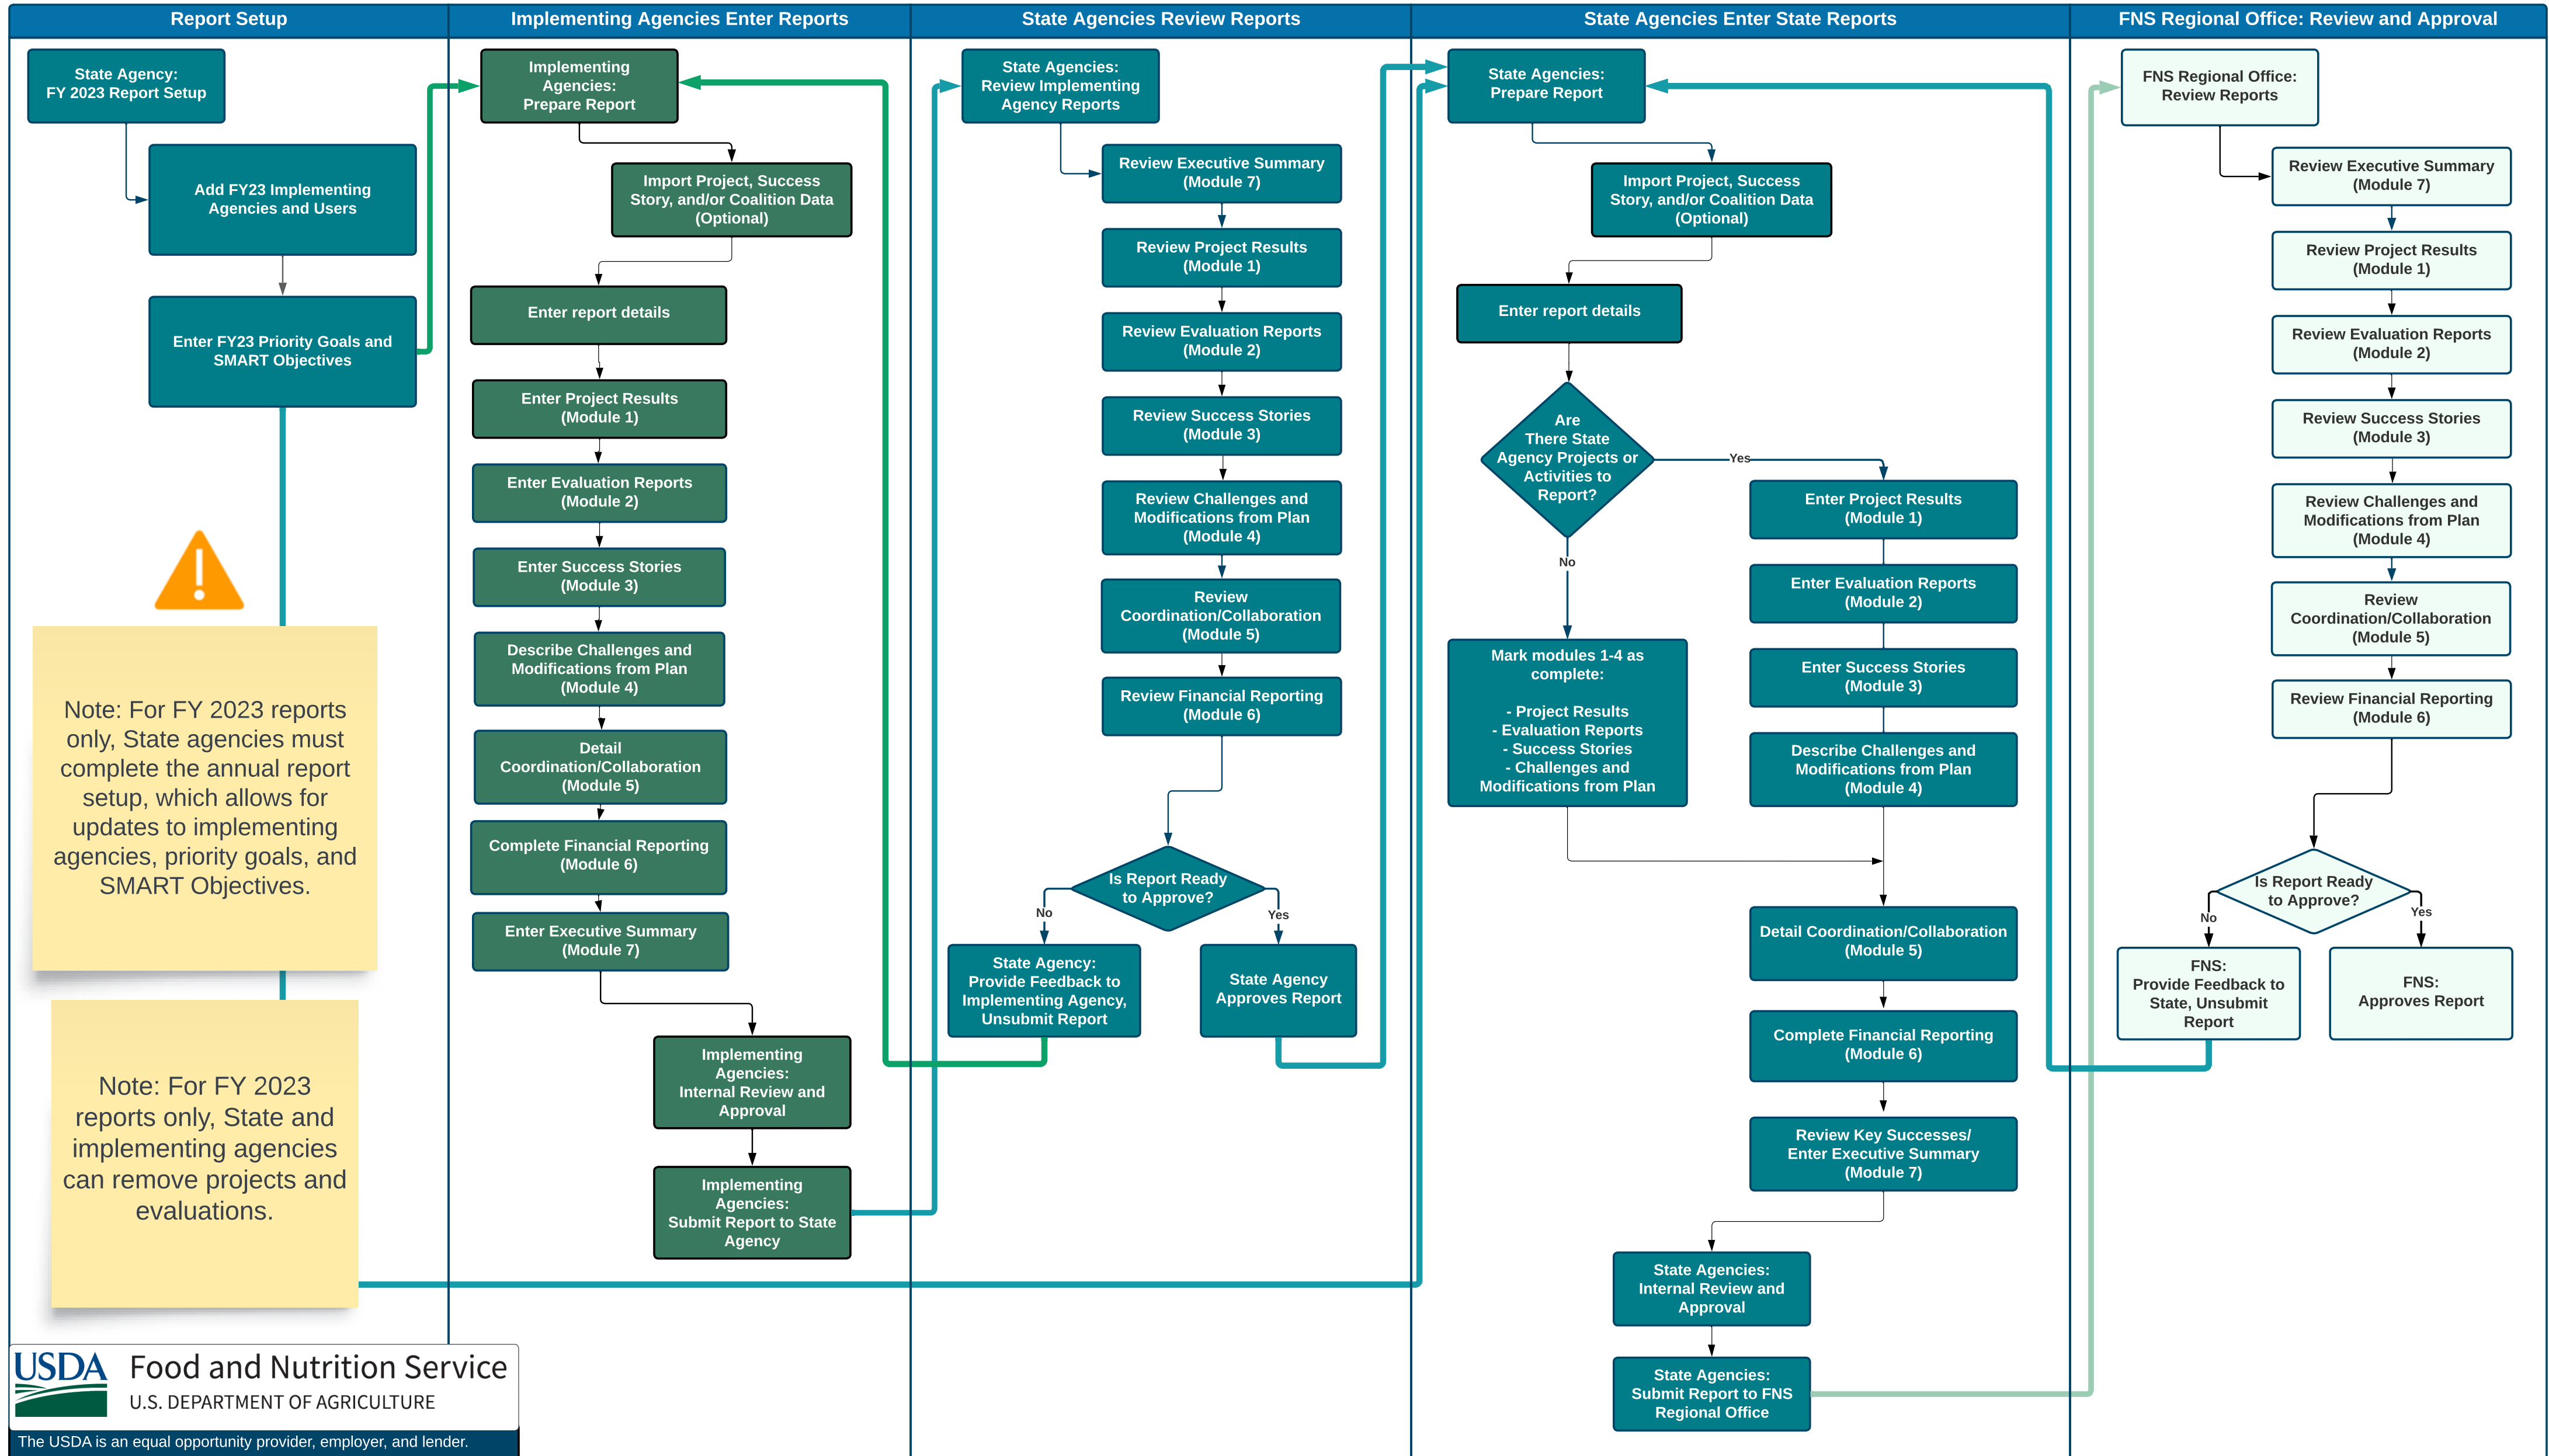 Report Setup
Implementing Agencies Enter Reports
State Agencies Review Reports
State Agencies Enter State Reports
FNS Regional Office: Review and Approval
State Agency:
FY 2023 Report Setup
Add FY23 Implementing
Agencies and Users
Enter FY23 Priority Goals and
SMART Objectives
Note: For FY 2023 reports
only, State agencies must
complete the annual report
setup, which allows for
updates to implementing
agencies, priority goals, and
SMART Objectives.
Note: For FY 2023
reports only, State and
implementing agencies
can remove projects and
evaluations.
Implementing
Agencies:
Prepare Report
Import Project, Success
Story, and/or Coalition Data
(Optional)
Enter report details
Enter Project Results
(Module 1)
Enter Evaluation Reports
(Module 2)
Enter Success Stories
(Module 3)
Describe Challenges and
Modifications from Plan
(Module 4)
Detail
Coordination/Collaboration
(Module 5)
Complete Financial Reporting
(Module 6)
Enter Executive Summary
(Module 7)
Implementing
Agencies:
Internal Review and
Approval
Implementing
Agencies:
Submit Report to State
Agency
State Agencies:
Review Implementing
Agency Reports
Review Executive Summary
(Module 7)
Review Project Results
(Module 1)
Review Evaluation Reports
(Module 2)
Review Success Stories
(Module 3)
Review Challenges and
Modifications from Plan
(Module 4)
Review
Coordination/Collaboration
(Module 5)
Review Financial Reporting
(Module 6)
Is Report Ready
to Approve?
No
Yes
State Agency:
Provide Feedback to
Implementing Agency,
Unsubmit Report
State Agency
Approves Report
State Agencies:
Prepare Report
Import Project, Success
Story, and/or Coalition Data
(Optional)
Enter report details
Are
There State
Agency Projects or
Activities to
Report?
Yes
No
Mark modules 1-4 as
complete:
- Project Results
- Evaluation Reports
- Success Stories
- Challenges and
Modifications from Plan
Enter Project Results
(Module 1)
Enter Evaluation Reports
(Module 2)
Enter Success Stories
(Module 3)
Describe Challenges and
Modifications from Plan
(Module 4)
Detail Coordination/Collaboration
(Module 5)
Complete Financial Reporting
(Module 6)
Review Key Successes/
Enter Executive Summary
(Module 7)
State Agencies:
Internal Review and
Approval
State Agencies:
Submit Report to FNS
Regional Office
FNS Regional Office:
Review Reports
Review Executive Summary
(Module 7)
Review Project Results
(Module 1)
Review Evaluation Reports
(Module 2)
Review Success Stories
(Module 3)
Review Challenges and
Modifications from Plan
(Module 4)
Review
Coordination/Collaboration
(Module 5)
Review Financial Reporting
(Module 6)
Is Report Ready
to Approve?
No
Yes
FNS:
Provide Feedback to
State, Unsubmit
Report
FNS:
Approves Report
USDA
Food and Nutrition Service
U.S. DEPARTMENT OF AGRICULTURE
The USDA is an equal opportunity provider, employer, and lender.